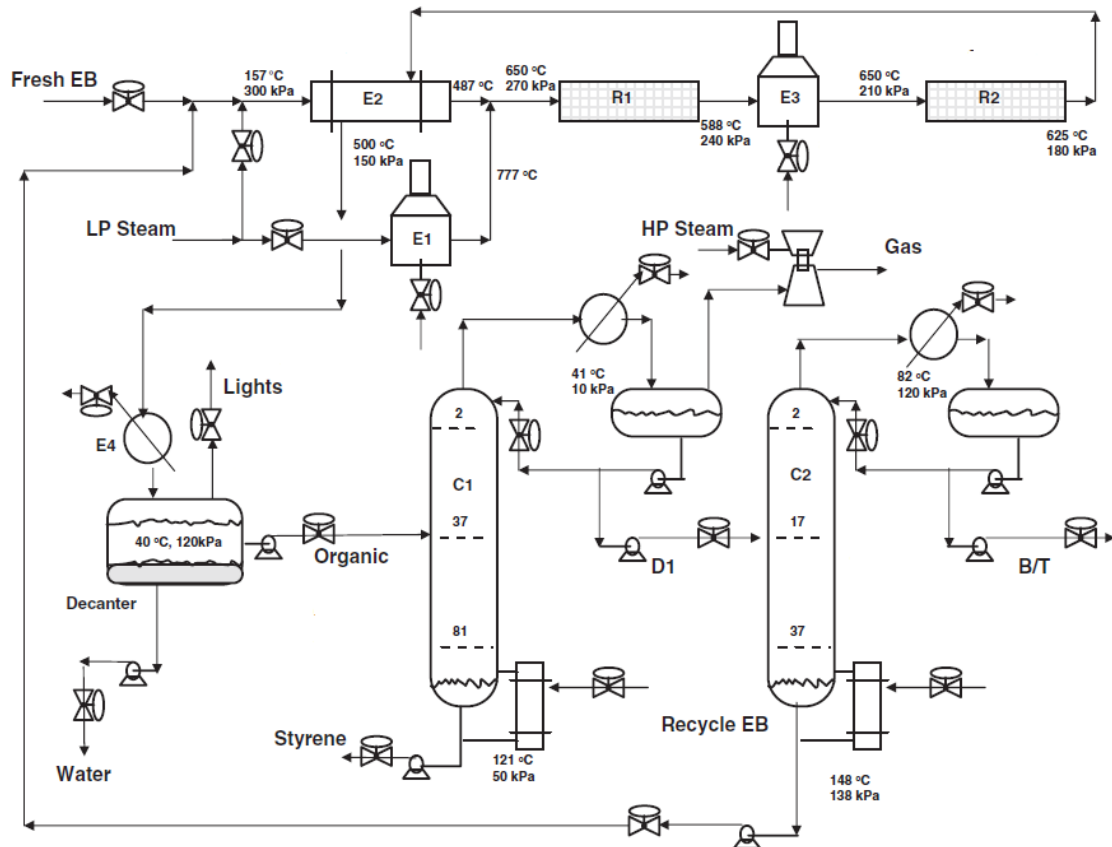 Fresh EB
157 °C
300 kPa
E2
487 °C
650 °C
270 kPa
R1
588 °C
240 kPa
E3
650 °C
210 kPa
R2
625 °C
180 kPa
500 °C
150 kPa
777 °C
LP Steam
E1
HP Steam
Gas
41 °C
10 kPa
82 °C
120 kPa
Lights
E4
2
C1
37
81
2
C2
17
37
40 °C, 120kPa
Organic
D1
B/T
Decanter
Water
Styrene
121 °C
50 kPa
Recycle EB
148 °C
138 kPa